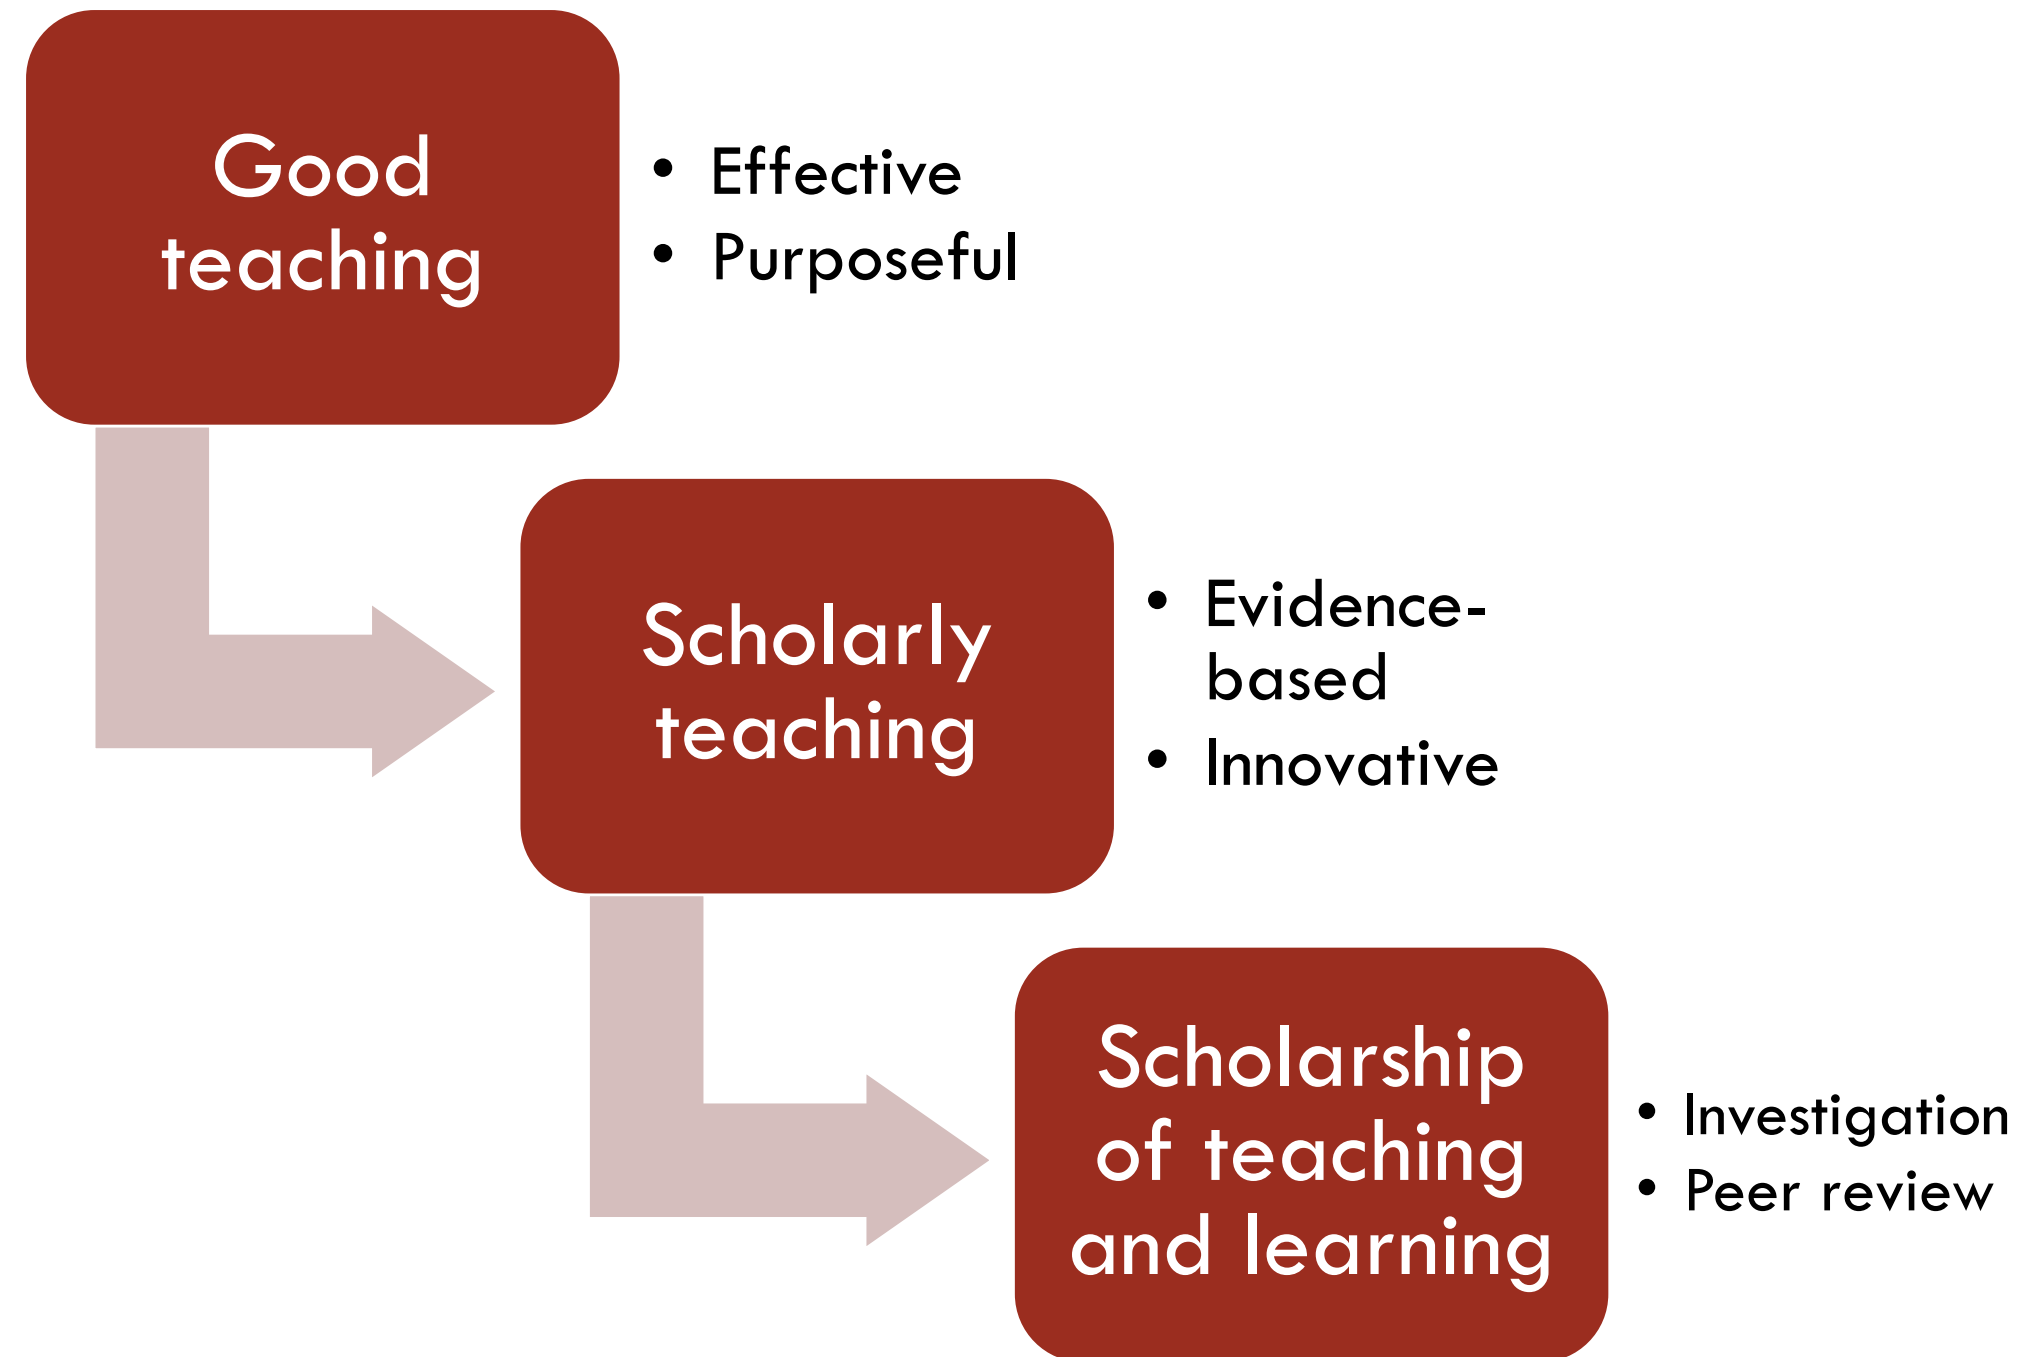 Good
teaching
• Effective
• Purposeful
Scholarly
teaching
• Evidence-
based
• Innovative
Scholarship
of teaching
and learning
• Investigation
• Peer review